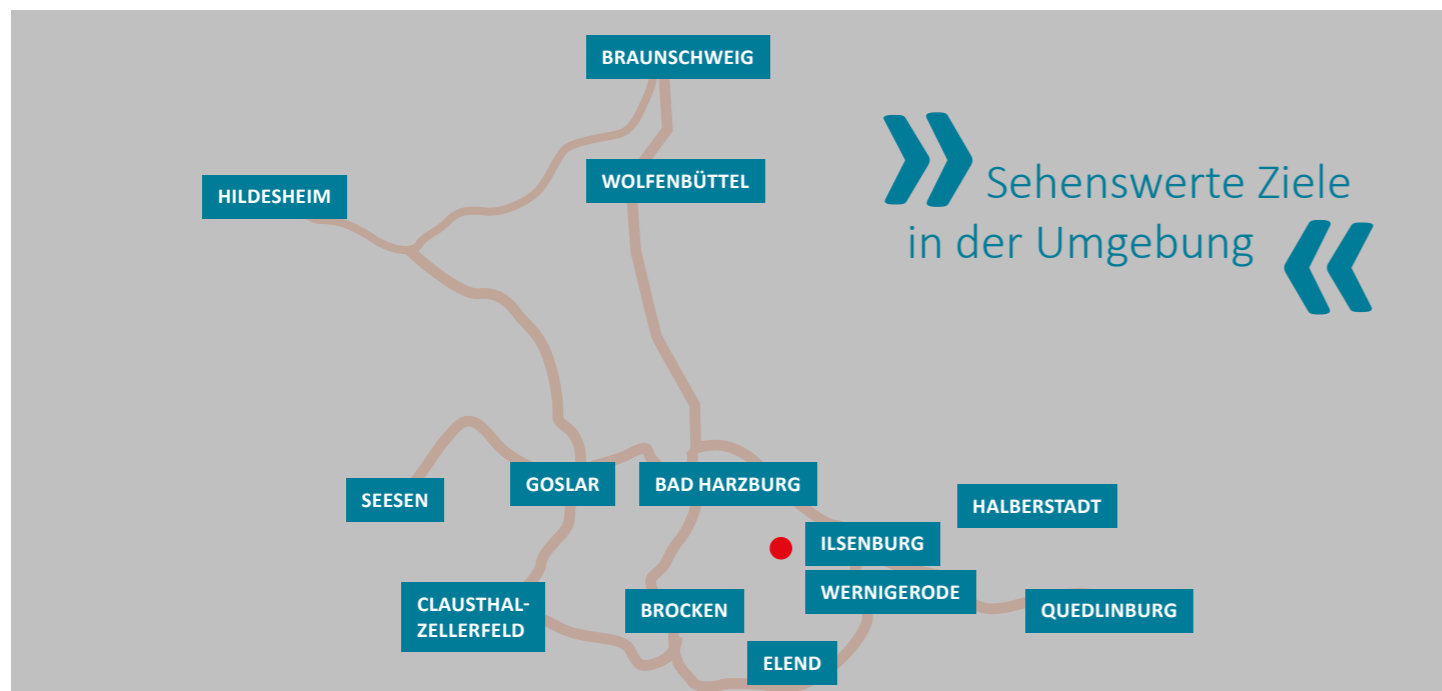 BRAUNSCHWEIG
WOLFENBÜTTEL
HILDESHEIM
» Sehenswerte Ziele
in der Umgebung «
SEESEN
GOSLAR
BAD HARZBURG
HALBERSTADT
ILSENBURG
WERNIGERODE
CLAUSTHAL-
ZELLERFELD
BROCKEN
QUEDLINBURG
ELEND